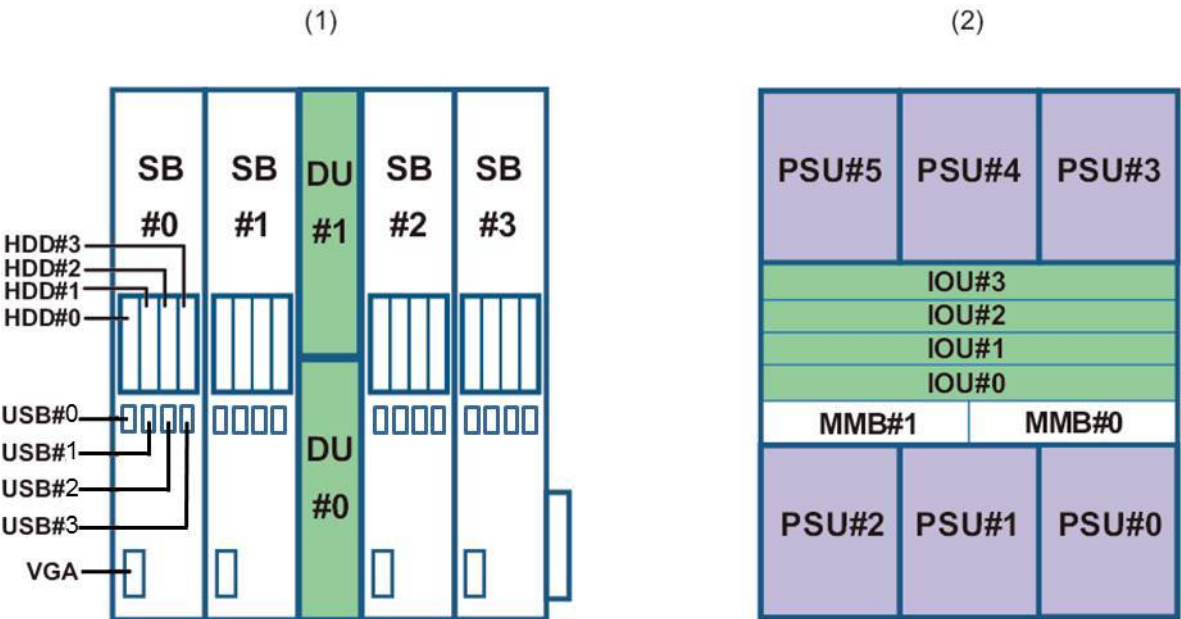 (1)
(2)
SB
#0
SB
#1
DU
#1
SB
#2
SB
#3
HDD#3
HDD#2
HDD#1
HDD#0
USB#0
USB#1
USB#2
USB#3
VGA
DU
#0
PSU#5
PSU#4
PSU#3
IOU#3
IOU#2
IOU#1
IOU#0
MMB#1
MMB#0
PSU#2
PSU#1
PSU#0